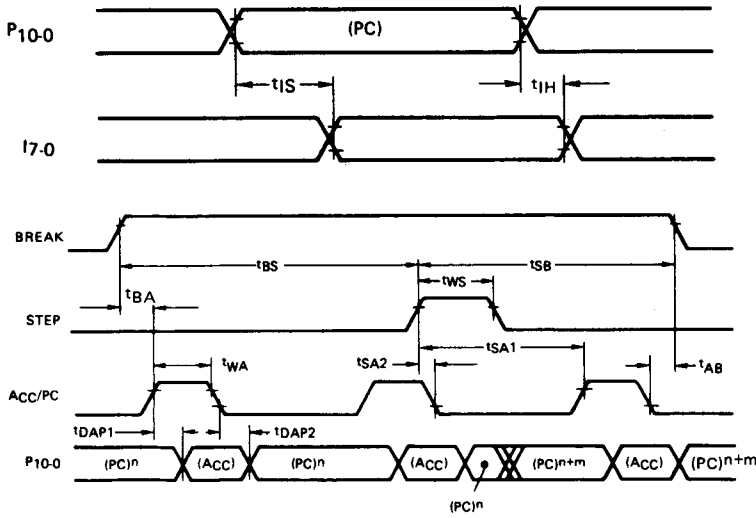 P10-0
(PC)
tIS
tIH
I7-0
BREAK
tBS
tSB
tBA
tWS
STEP
tWA
tSA2
tSA1
tAB
ACC/PC
tDAP1
tDAP2
P10-0
(PC)n
(ACC)
(PC)n
(ACC)
(PC)n+m
(ACC)
(PC)n+m
(PC)n